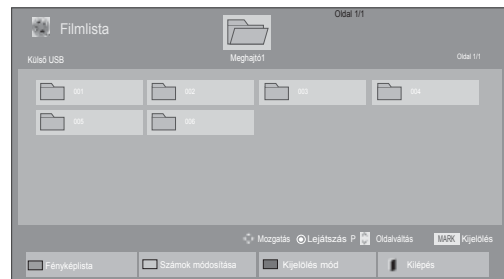 Filmlista
Oldal 1/1
Külső USB
Meghajtó1
Oldal 1/1
001
002
003
004
005
006
Mozgatás Lejátszás P Oldalváltás MARK Kijelölés
Fényképlista
Számok módosítása
Kijelölés mód
Kilépés